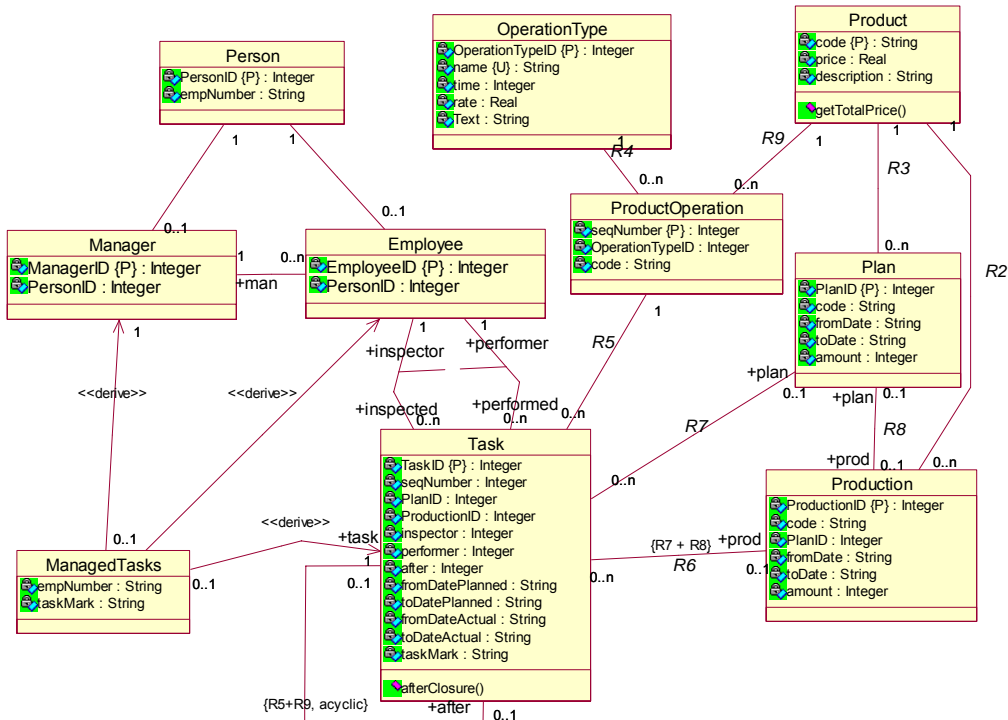 Person
PersonID {P} : Integer
empNumber : String
OperationType
OperationTypeID {P} : Integer
name {U} : String
time : Integer
rate : Real
Text : String
Product
code {P} : String
price : Real
description : String
getTotalPrice()
1
1
1
R4
R9
1
1
R3
1
0..n
0..n
ProductOperation
seqNumber {P} : Integer
OperationTypeID : Integer
code : String
0..1
0..1
Manager
ManagerID {P} : Integer
PersonID : Integer
1
0..n
+man
Employee
EmployeeID {P} : Integer
PersonID : Integer
0..n
Plan
PlanID {P} : Integer
code : String
fromDate : String
toDate : String
amount : Integer
R2
1
1
1
1
+inspector
+performer
R5
<<derive>>
<<derive>>
+inspected
+performed
0..n
0..n
0..n
+plan
0..1
R7
+plan
0..1
R8
+prod
0..1
0..n
Task
TaskID {P} : Integer
seqNumber : Integer
PlanID : Integer
ProductionID : Integer
inspector : Integer
performer : Integer
after : Integer
fromDatePlanned : String
toDatePlanned : String
fromDateActual : String
toDateActual : String
taskMark : String
afterClosure()
0..n
Production
ProductionID {P} : Integer
code : String
PlanID : Integer
fromDate : String
toDate : String
amount : Integer
<<derive>>
+task
0..1
ManagedTasks
empNumber : String
taskMark : String
0..1
1
0..1
{R7 + R8}
+prod
R6
0..n
0..1
{R5+R9, acyclic}
+after
0..1